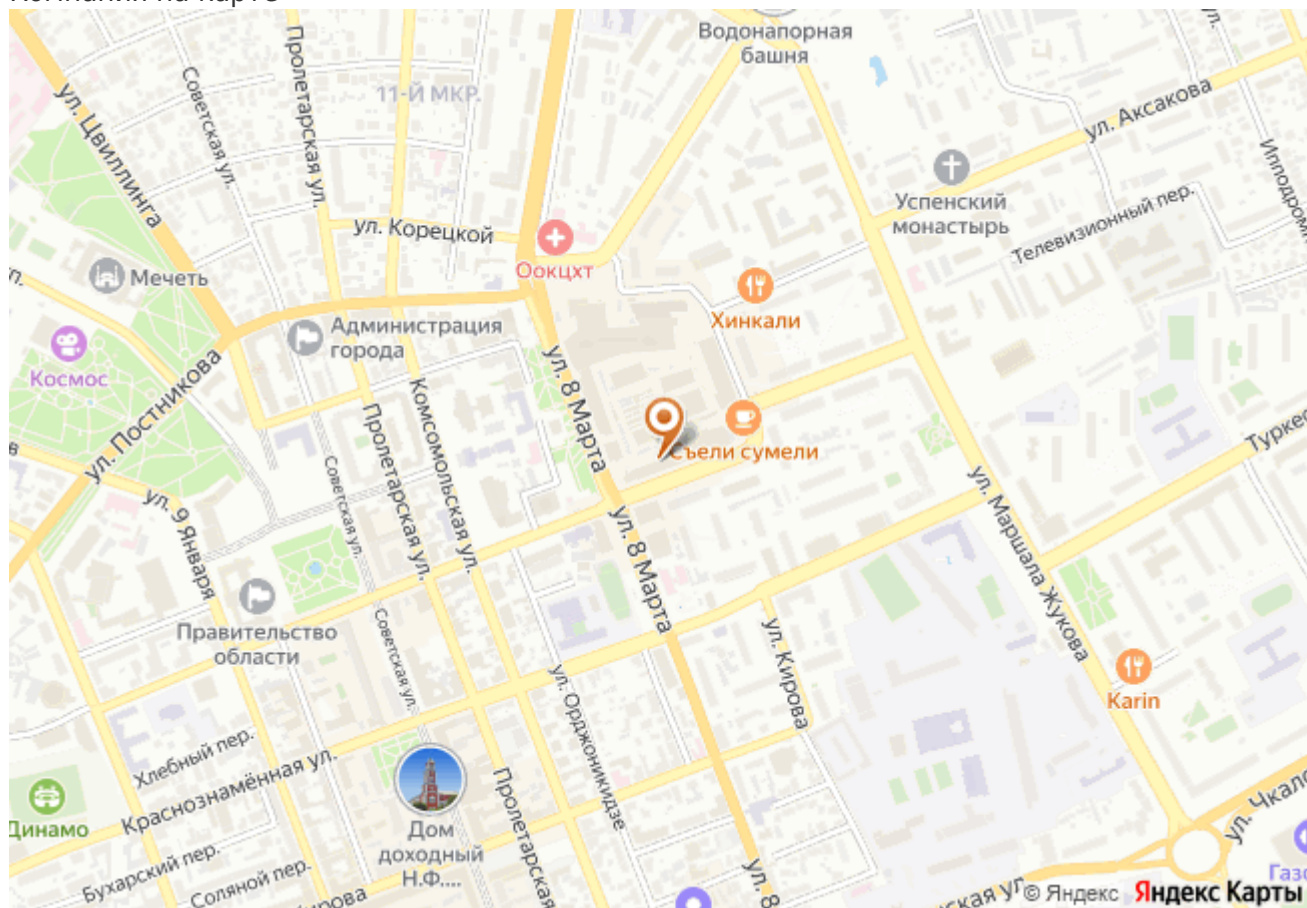 Компания на карте
Водонапорная
башня
11-Й МКР.
Пролетарская ул.
Советская ул.
ул. Цвиллинга
ул. Аксакова
Успенский
монастырь
Телевизионный пер.
ул. Корецкой
Оокцхт
Мечеть
Хинкали
Администрация
города
Космос
ул. Постникова
ул. 8 Марта
Комсомольская ул.
Пролетарская ул.
Съели сумели
Советская ул.
ул. 9 Января
ул. 8 Марта
ул. Маршала Жукова
Правительство
области
Советская ул.
ул. Кирова
Karin
ул. Орджоникидзе
Хлебный пер.
Краснознамённая ул.
Динамо
Дом
доходный
Н.Ф....
Пролетарская
Бухарский пер.
Соляной пер.
ул. 8
© Яндекс Яндекс Карты